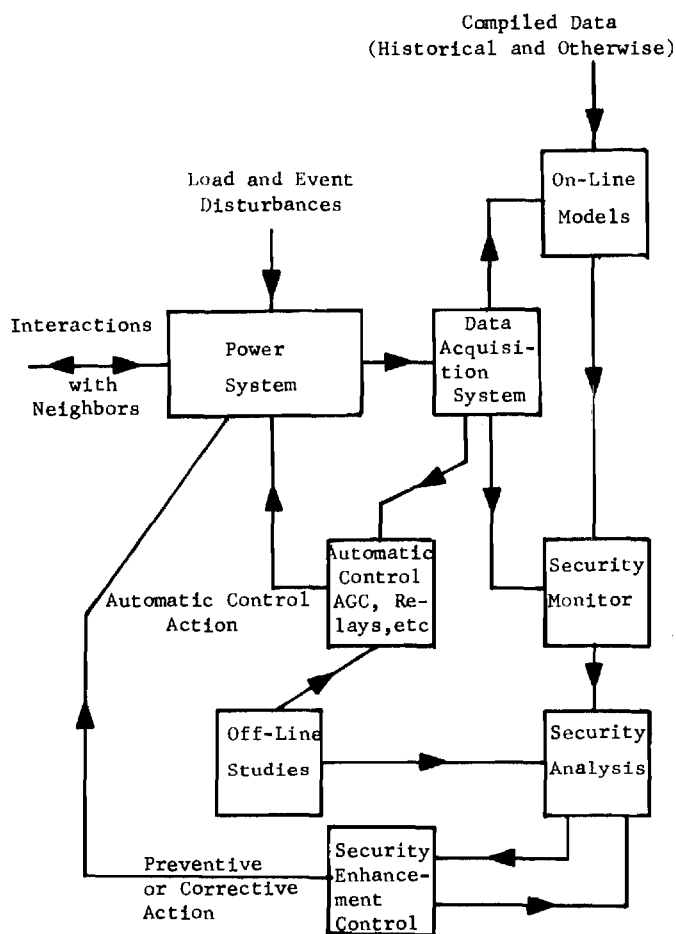 Compiled Data
(Historical and Otherwise)
On-Line
Models
Load and Event
Disturbances
Interactions
with
Neighbors
Power
System
Data
Acquisi-
tion
System
Automatic
Control
AGC, Re-
lays,etc
Automatic Control
Action
Security
Monitor
Off-Line
Studies
Security
Analysis
Preventive
or Corrective
Action
Security
Enhance-
ment
Control